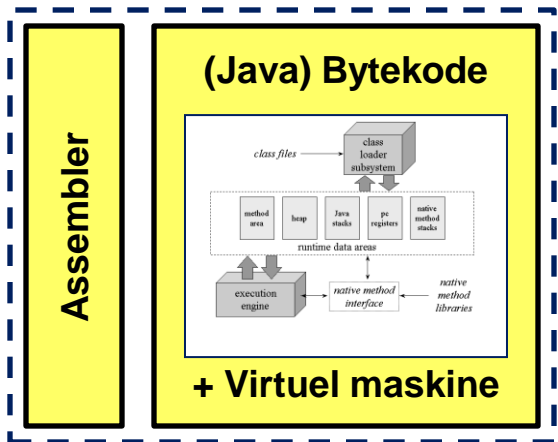 Assembler
(Java) Bytekode
class files
class
loader
subsystem
method
area
heap
Java
stacks
pc
registers
native
method
stacks
runtime data areas
execution
engine
native method
interface
native
method
libraries
+ Virtuel maskine